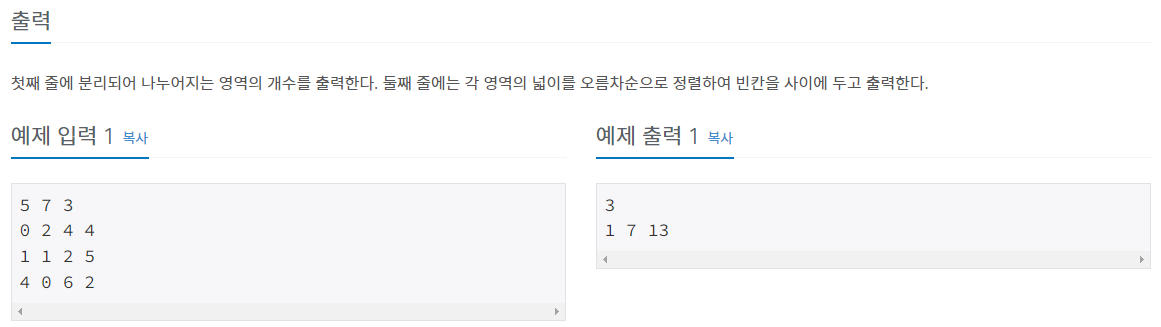 출력
첫째 줄에 분리되어 나누어지는 영역의 개수를 출력한다. 둘째 줄에는 각 영역의 넓이를 오름차순으로 정렬하여 빈칸을 사이에 두고 출력한다.
예제 입력 1 복사
5 7 3
0 2 4 4
1 1 2 5
4 0 6 2
예제 출력 1 복사
3
1 7 13